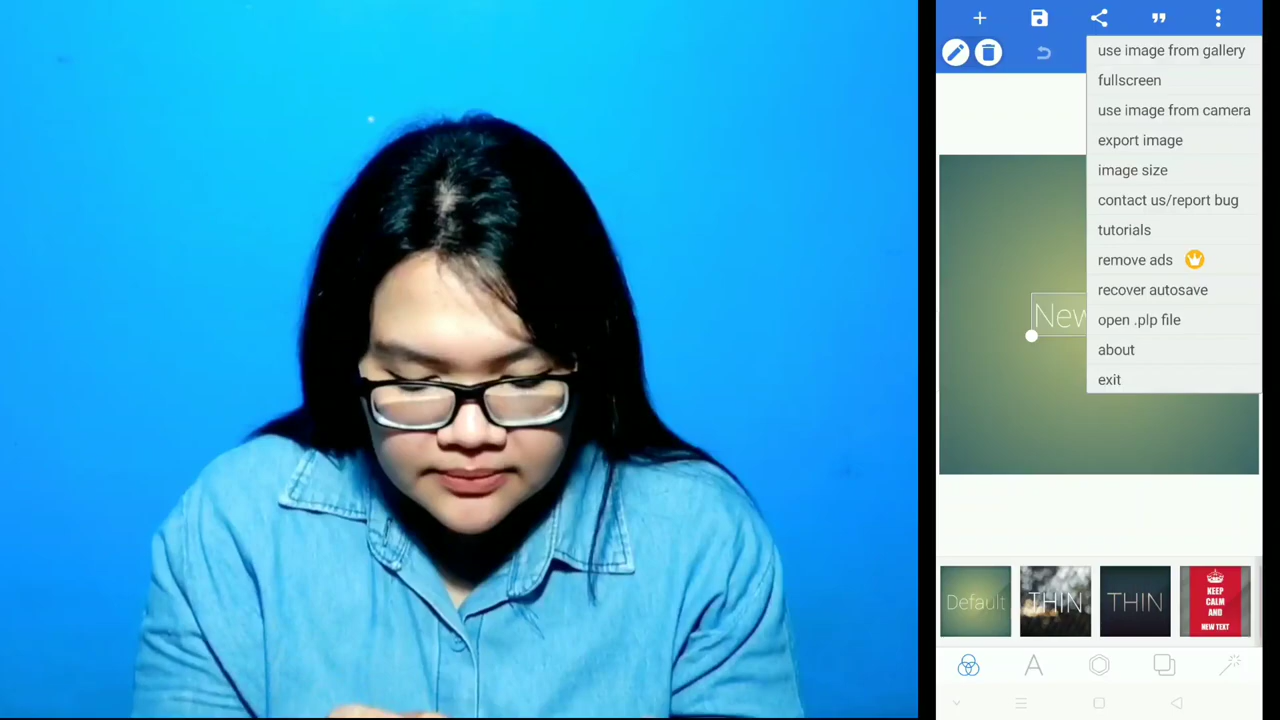 use image from gallery
fullscreen
use image from camera
export image
image size
contact us/report bug
tutorials
remove ads
recover autosave
open .plp file
about
exit
New
Default
THIN
THIN
KEEP
CALM
AND
NEW TEXT
A